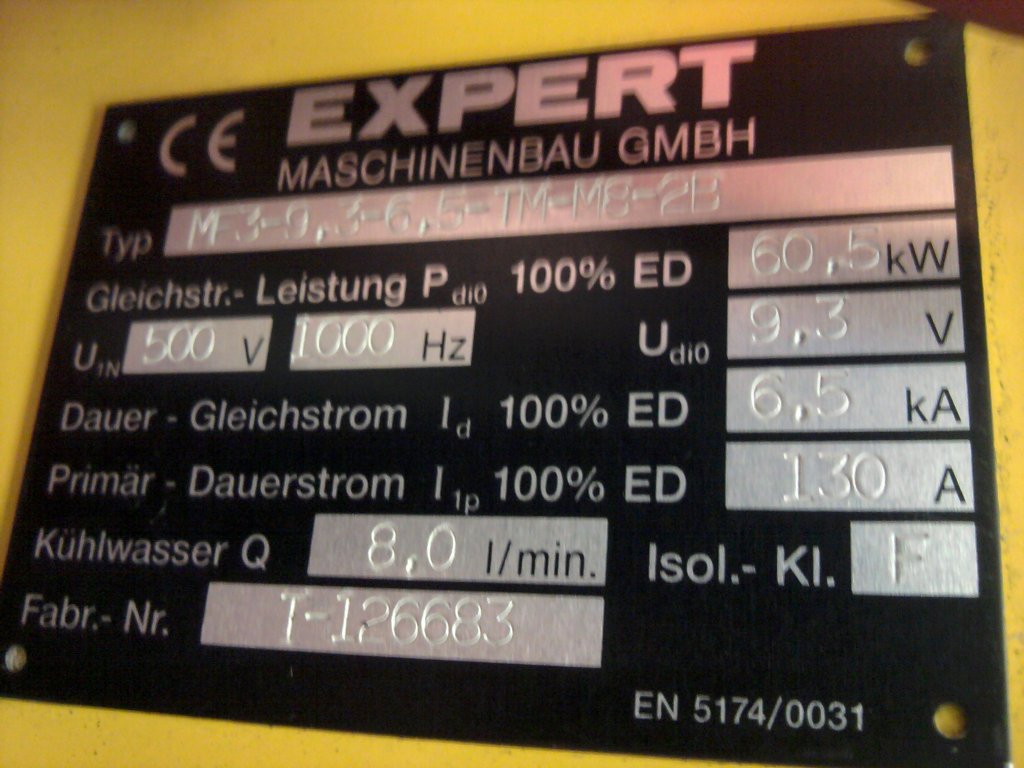 CE EXPERT
MASCHINENBAU GMBH
Typ MF3-9,3-6,5-TM-M8-2B
Gleichstr.- Leistung Pdi0 100% ED 60,5 kW
U1N 500 V 1000 Hz Udi0 9,3 V
Dauer - Gleichstrom Id 100% ED 6,5 kA
Primär - Dauerstrom I1p 100% ED 130 A
Kühlwasser Q 8,0 l/min. Isol.- Kl. F
Fabr.- Nr. T-126683
EN 5174/0031